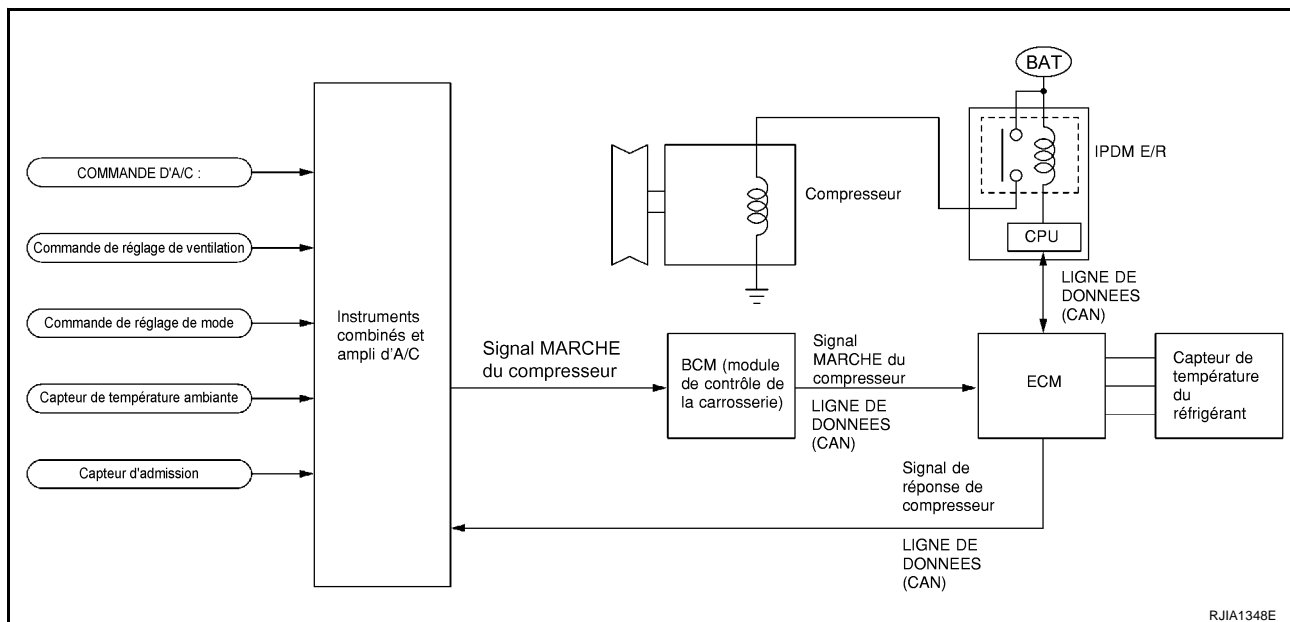 BAT
IPDM E/R
COMMANDE D'A/C :
Compresseur
CPU
Commande de réglage de ventilation
LIGNE DE
DONNEES
(CAN)
Commande de réglage de mode
Instruments
combinés et
ampli d'A/C
Signal MARCHE
du compresseur
BCM (module
de contrôle de
la carrosserie)
Signal
MARCHE du
compresseur
LIGNE DE
DONNEES
(CAN)
ECM
Capteur de
température
du
réfrigérant
Capteur de température ambiante
Capteur d'admission
Signal de
réponse de
compresseur
LIGNE DE
DONNEES
(CAN)
RJIA1348E